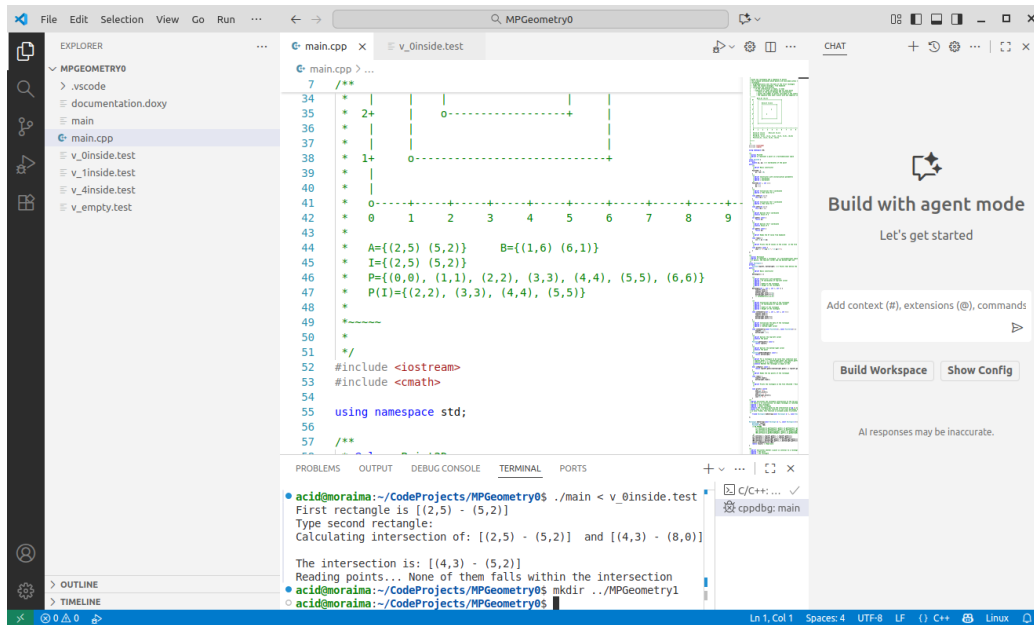 File Edit Selection View Go Run ···
MPGeometry0
EXPLORER ···
MPGEOMETRY0
.vscode
documentation.doxy
main
main.cpp
v_0inside.test
v_1inside.test
v_4inside.test
v_empty.test
OUTLINE
TIMELINE
main.cpp
v_0inside.test
main.cpp > ...
7 /**
34 * | | | | |
35 * 2+ | o-----------------+ |
36 * | | |
37 * | | |
38 * 1+ o-------------------------+
39 * |
40 * |
41 * o-----+-----+-----+-----+-----+-----+-----+-----+-----+--
42 * 0 1 2 3 4 5 6 7 8 9
43 *
44 * A={(2,5) (5,2)} B={(1,6) (6,1)}
45 * I={(2,5) (5,2)}
46 * P={(0,0), (1,1), (2,2), (3,3), (4,4), (5,5), (6,6)}
47 * P(I)={(2,2), (3,3), (4,4), (5,5)}
48 *
49 *~~~~~
50 *
51 */
52 #include <iostream>
53 #include <cmath>
54
55 using namespace std;
56
57 /**
PROBLEMS OUTPUT DEBUG CONSOLE TERMINAL PORTS
acid@moraima:~/CodeProjects/MPGeometry0$ ./main < v_0inside.test
First rectangle is [(2,5) - (5,2)]
Type second rectangle:
Calculating intersection of: [(2,5) - (5,2)] and [(4,3) - (8,0)]
The intersection is: [(4,3) - (5,2)]
Reading points... None of them falls within the intersection
acid@moraima:~/CodeProjects/MPGeometry0$ mkdir ../MPGeometry1
acid@moraima:~/CodeProjects/MPGeometry0$
C/C++: ...
cppdbg: main
CHAT
Build with agent mode
Let's get started
Add context (#), extensions (@), commands
Build Workspace
Show Config
AI responses may be inaccurate.
0 0
Ln 1, Col 1 Spaces: 4 UTF-8 LF {} C++ Linux